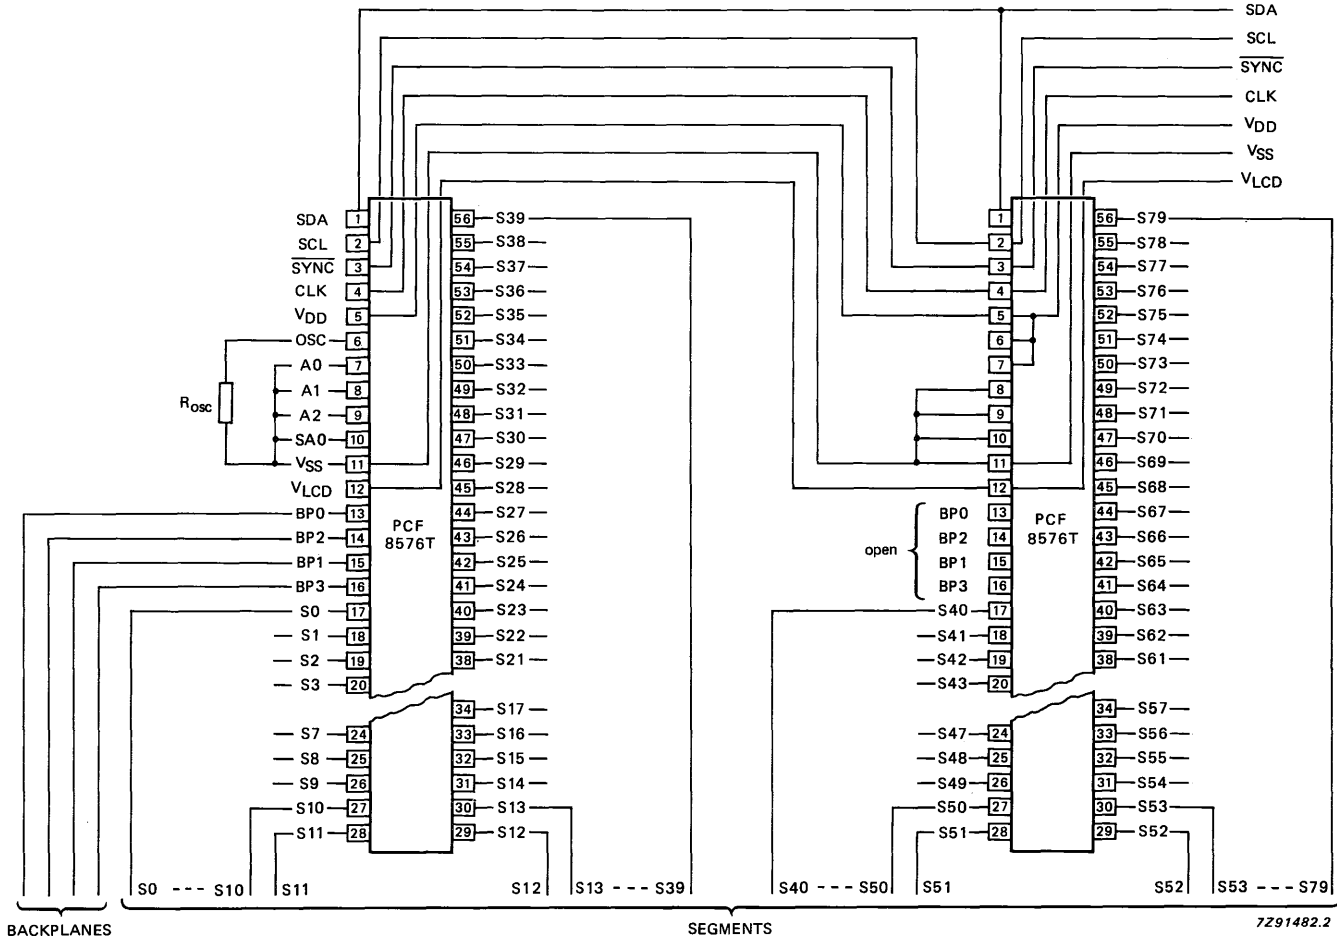 SDA
SCL
SYNC
CLK
VDD
VSS
VLCD
SDA 1 56 S39 1 56 S79
SCL 2 55 S38 2 55 S78
SYNC 3 54 S37 3 54 S77
CLK 4 53 S36 4 53 S76
VDD 5 52 S35 5 52 S75
OSC 6 51 S34 6 51 S74
A0 7 50 S33 7 50 S73
A1 8 49 S32 8 49 S72
ROSC
A2 9 48 S31 9 48 S71
SA0 10 47 S30 10 47 S70
VSS 11 46 S29 11 46 S69
VLCD 12 45 S28 12 45 S68
BP0 13 44 S27 BP0 13 44 S67
PCF 8576T
PCF 8576T
BP2 14 43 S26 BP2 14 43 S66
open
BP1 15 42 S25 BP1 15 42 S65
BP3 16 41 S24 BP3 16 41 S64
S0 17 40 S23 S40 17 40 S63
S1 18 39 S22 S41 18 39 S62
S2 19 38 S21 S42 19 38 S61
S3 20 S43 20
34 S17 34 S57
S7 24 33 S16 S47 24 33 S56
S8 25 32 S15 S48 25 32 S55
S9 26 31 S14 S49 26 31 S54
S10 27 30 S13 S50 27 30 S53
S11 28 29 S12 S51 28 29 S52
S0 --- S10 S11 S12 S13 --- S39 S40 --- S50 S51 S52 S53 --- S79
BACKPLANES SEGMENTS 7Z91482.2